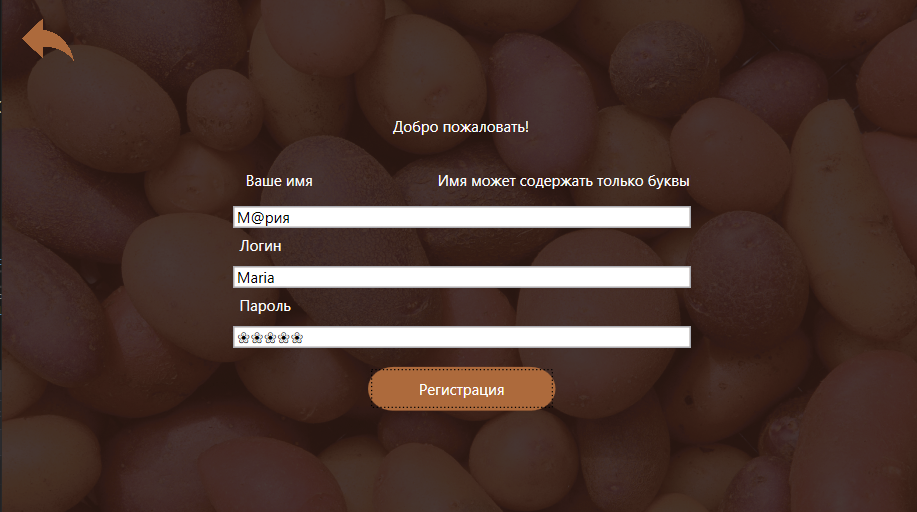 Добро пожаловать!
Ваше имя Имя может содержать только буквы
М@рия
Логин
Maria
Пароль
❀❀❀❀❀
Регистрация